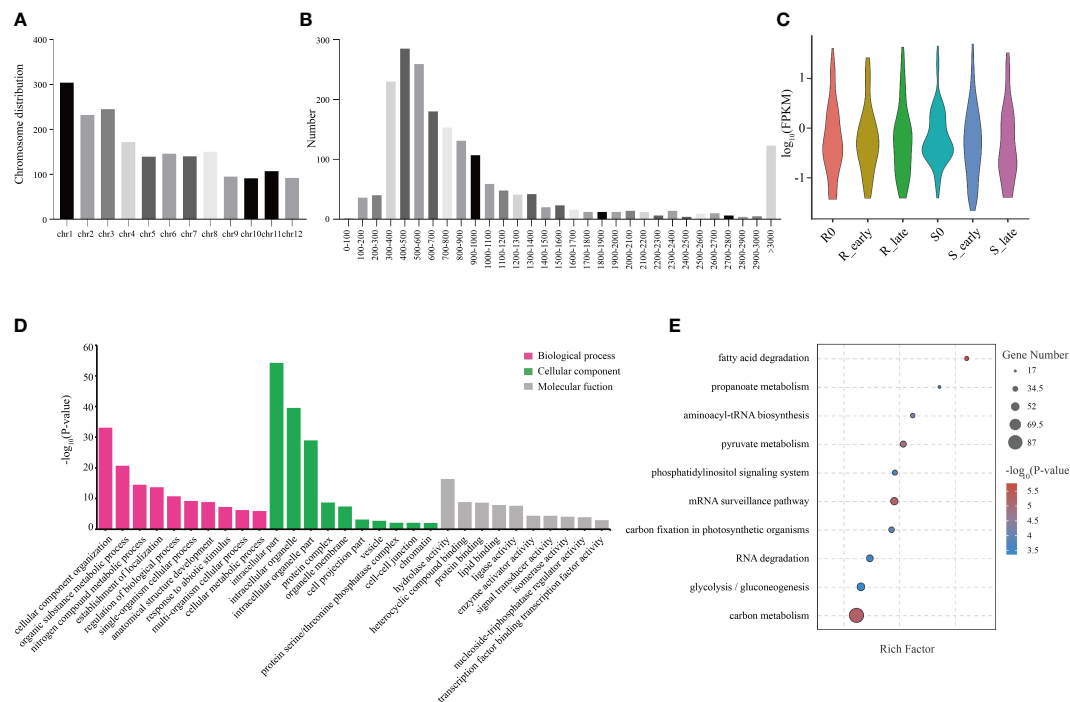 A
B
C
400
300
200
100
0
Chromosome distribution
chr1
chr2
chr3
chr4
chr5
chr6
chr7
chr8
chr9
chr10
chr11
chr12
300
200
100
0
Number
0-100
100-200
200-300
300-400
400-500
500-600
600-700
700-800
800-900
900-1000
1000-1100
1100-1200
1200-1300
1300-1400
1400-1500
1500-1600
1600-1700
1700-1800
1800-1900
1900-2000
2000-2100
2100-2200
2200-2300
2300-2400
2400-2500
2500-2600
2600-2700
2700-2800
2800-2900
2900-3000
>3000
log10(FPKM)
1
0
-1
R0
R_early
R_late
S0
S_early
S_late
D
E
60
50
40
30
20
10
0
-log10(P-value)
Biological process
Cellular component
Molecular fuction
cellular component organization
organic substance metabolic process
nitrogen compound metabolic process
establishment of localization
regulation of biological process
single-organism cellular process
anatomical structure development
response to abiotic stimulus
multi-organism cellular process
cellular metabolic process
intracellular part
intracellular organelle
intracellular organelle part
protein complex
organelle membrane
cell projection part
vesicle
protein serine/threonine phosphatase complex
cell-cell junction
chromatin
hydrolase activity
heterocyclic compound binding
protein binding
lipid binding
ligase activity
enzyme activator activity
signal transducer activity
isomerase activity
nucleoside-triphosphatase regulator activity
transcription factor binding transcription factor activity
fatty acid degradation
propanoate metabolism
aminoacyl-tRNA biosynthesis
pyruvate metabolism
phosphatidylinositol signaling system
mRNA surveillance pathway
carbon fixation in photosynthetic organisms
RNA degradation
glycolysis / gluconeogenesis
carbon metabolism
Rich Factor
Gene Number
17
34.5
52
69.5
87
-log10(P-value
5.5
5
4.5
4
3.5